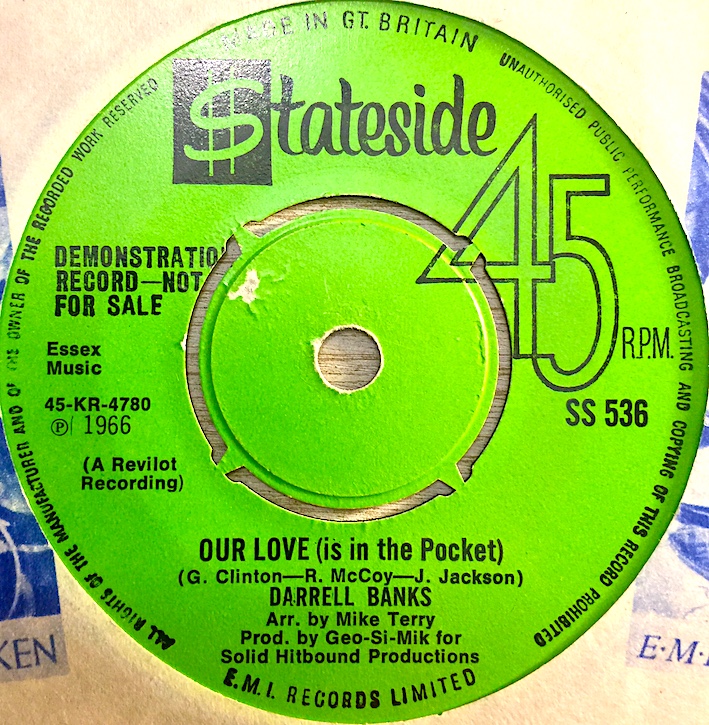 MADE IN GT. BRITAIN
UNAUTHORISED PUBLIC PERFORMANCE BROADCASTING AND COPYING OF THIS RECORD PROHIBITED
ALL RIGHTS OF THE MANUFACTURER AND OF THE OWNER OF THE RECORDED WORK RESERVED
$tateside
45
R.P.M.
SS 536
DEMONSTRATION
RECORD—NOT
FOR SALE
Essex
Music
45-KR-4780
℗ 1966
(A Revilot
Recording)
OUR LOVE (is in the Pocket)
(G. Clinton—R. McCoy—J. Jackson)
DARRELL BANKS
Arr. by Mike Terry
Prod. by Geo-Si-Mik for
Solid Hitbound Productions
E.M.I. RECORDS LIMITED
KEN
E·M·I